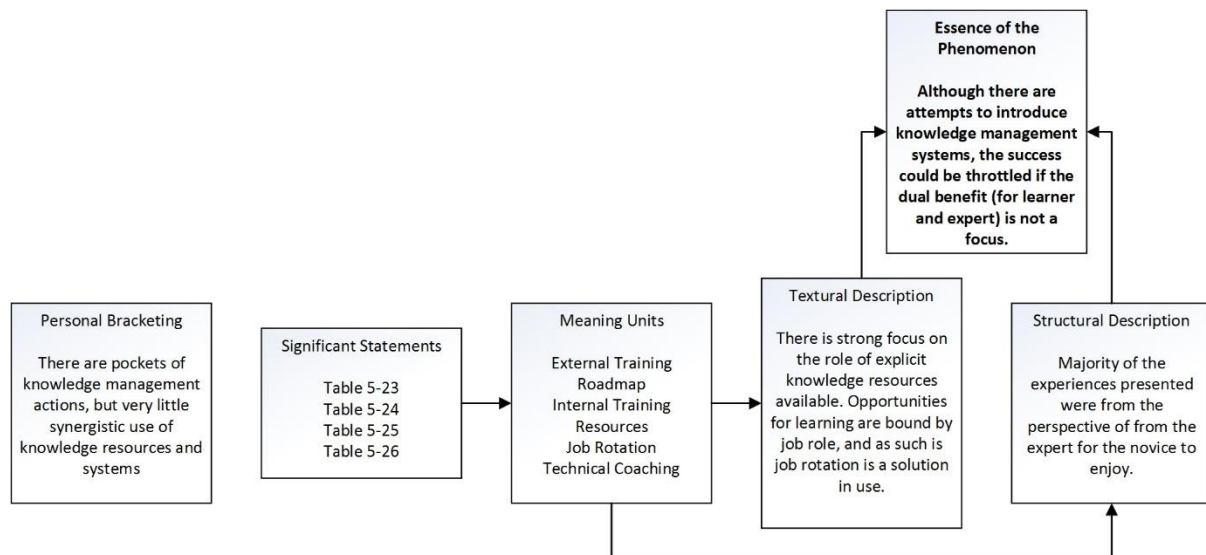 Essence of the
Phenomenon
Although there are
attempts to introduce
knowledge management
systems, the success
could be throttled if the
dual benefit (for learner
and expert) is not a
focus.
Personal Bracketing
There are pockets of
knowledge management
actions, but very little
synergistic use of
knowledge resources and
systems
Significant Statements
Table 5-23
Table 5-24
Table 5-25
Table 5-26
Meaning Units
External Training
Roadmap
Internal Training
Resources
Job Rotation
Technical Coaching
Textural Description
There is strong focus on
the role of explicit
knowledge resources
available. Opportunities
for learning are bound by
job role, and as such is
job rotation is a solution
in use.
Structural Description
Majority of the
experiences presented
were from the
perspective of from the
expert for the novice to
enjoy.